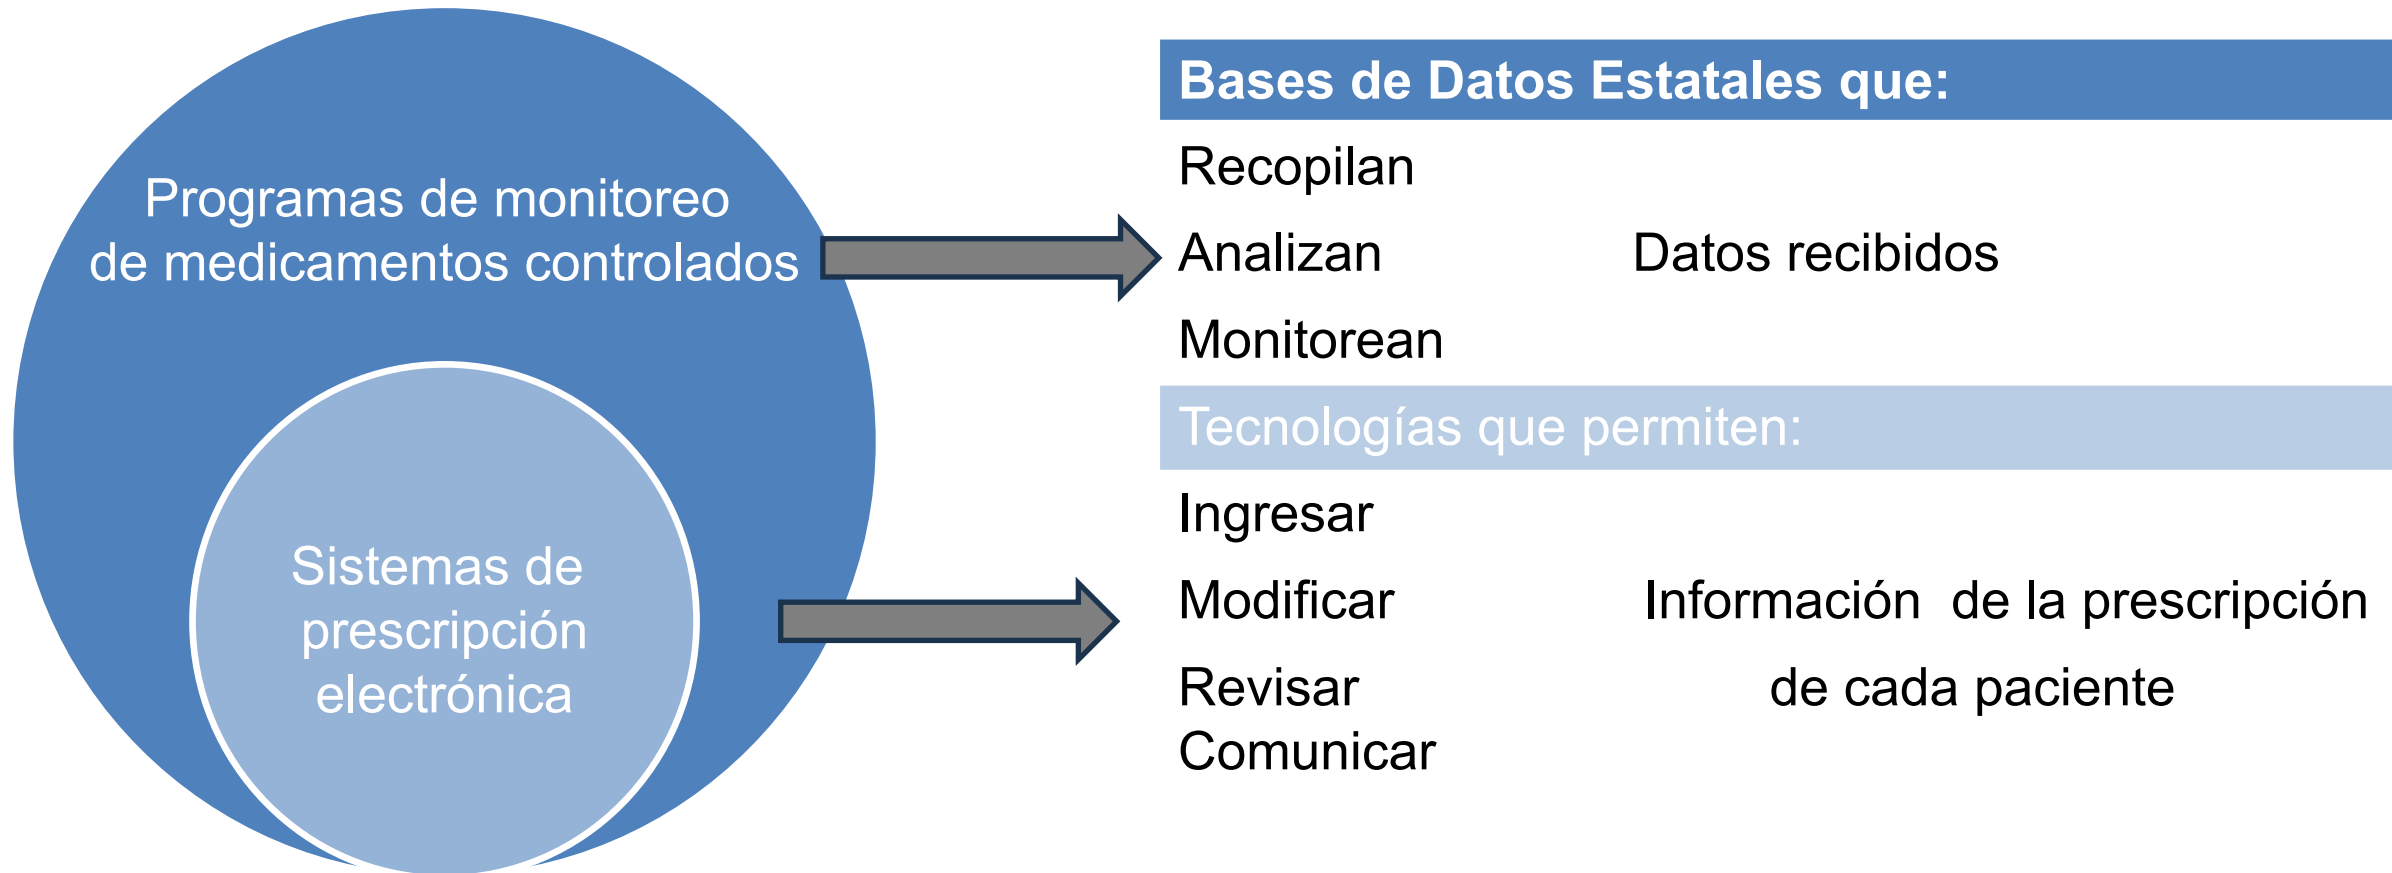 Programas de monitoreo
de medicamentos controlados
Sistemas de
prescripción
electrónica
Bases de Datos Estatales que:
Recopilan
Analizan Datos recibidos
Monitorean
Tecnologías que permiten:
Ingresar
Modificar Información de la prescripción
Revisar de cada paciente
Comunicar